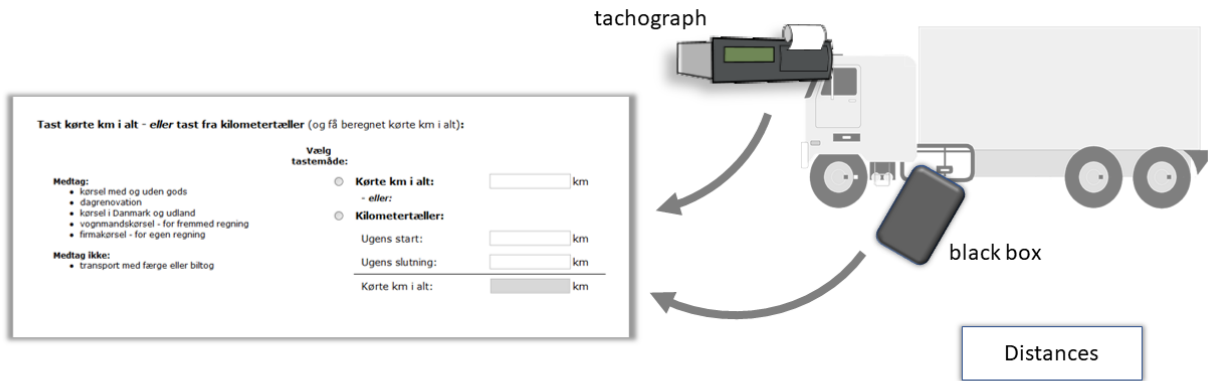 tachograph
Tast kørte km i alt - eller tast fra kilometertæller (og få beregnet kørte km i alt):
Vælg
tastemåde:
Medtag:
• kørsel med og uden gods
• dagrenovation
• kørsel i Danmark og udland
• vognmandskørsel - for fremmed regning
• firmakørsel - for egen regning
Medtag ikke:
• transport med færge eller biltog
Kørte km i alt: km
- eller:
Kilometertæller:
Ugens start: km
Ugens slutning: km
Kørte km i alt: km
black box
Distances